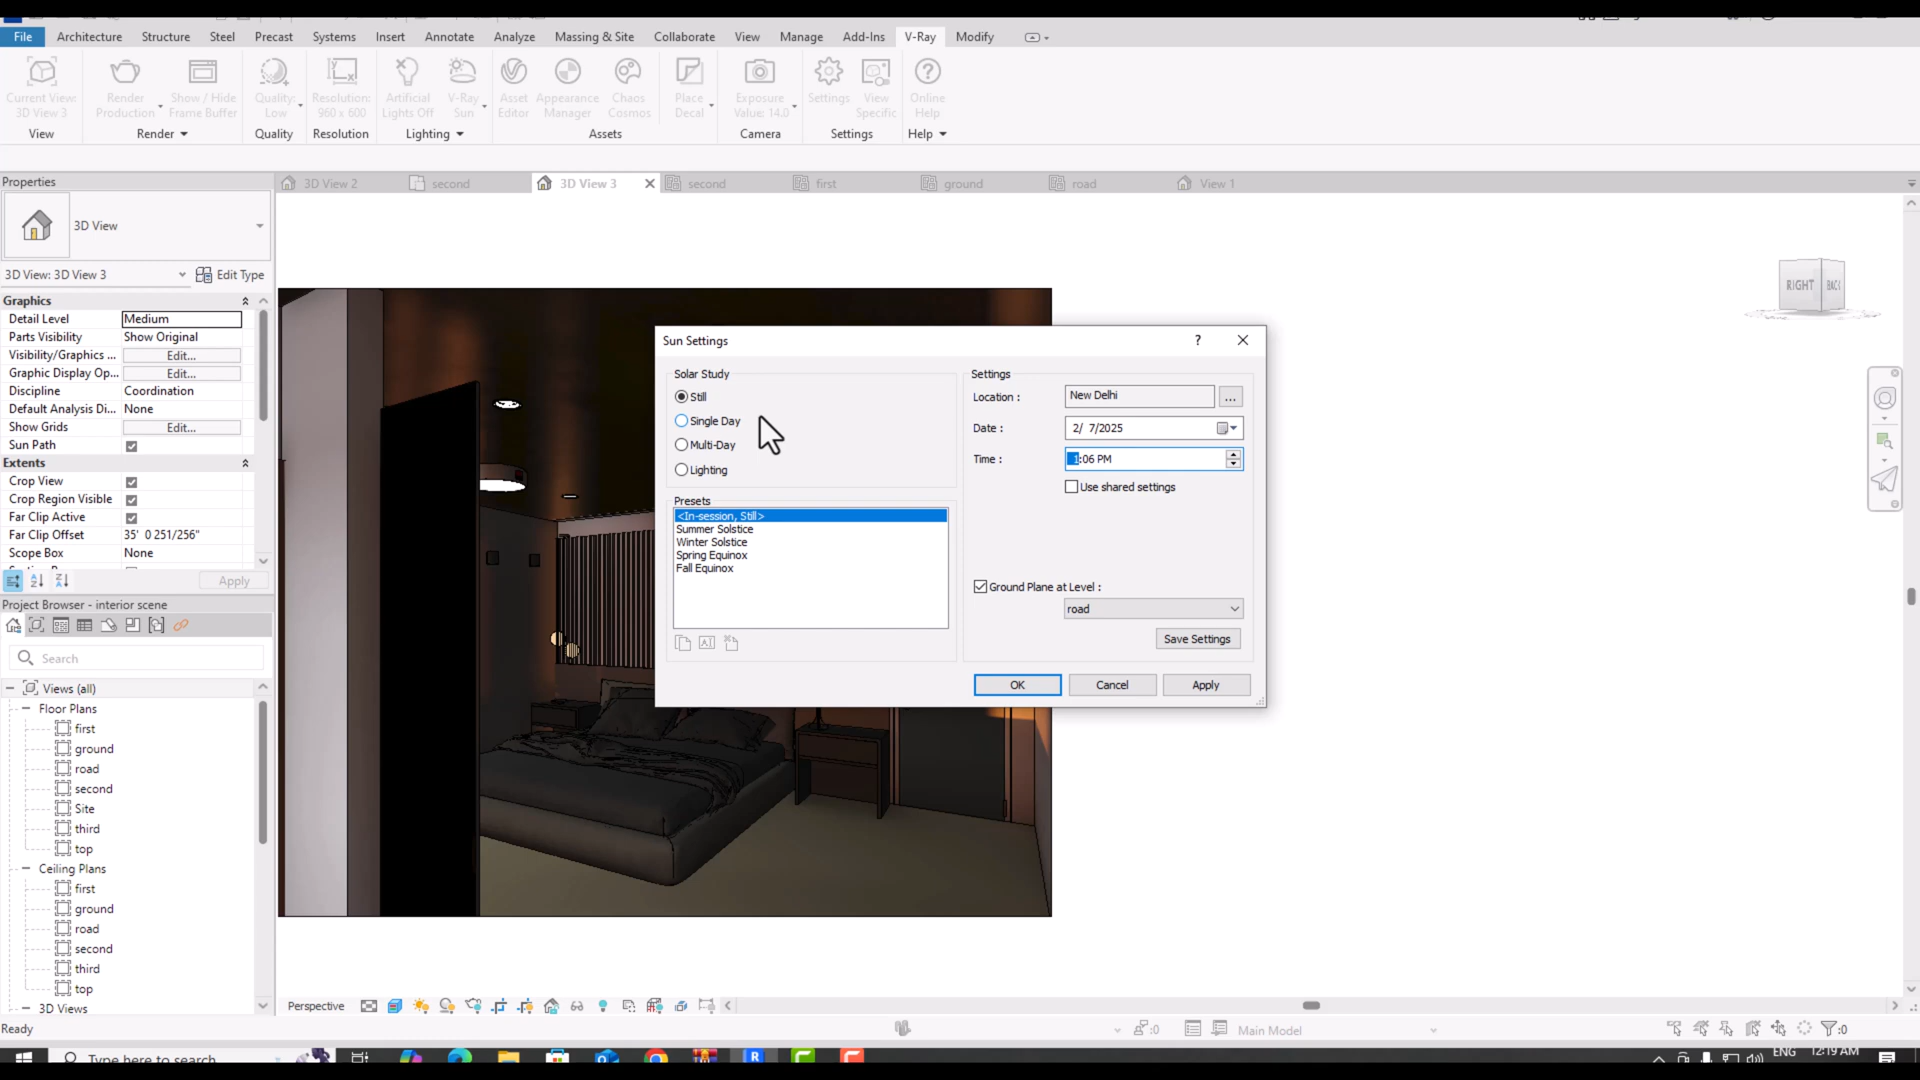 File Architecture Structure Steel Precast Systems Insert Annotate Analyze Massing & Site Collaborate View Manage Add-Ins V-Ray Modify
Current View:
3D View 3
Render
Production
Show / Hide
Frame Buffer
Quality:
Low
Resolution:
960 x 600
Artificial
Lights Off
V-Ray
Sun
Asset
Editor
Appearance
Manager
Chaos
Cosmos
Place
Decal
Exposure
Value: 14.0
Settings
View
Specific
Online
Help
View Render Quality Resolution Lighting Assets Camera Settings Help
Properties
3D View 2 second 3D View 3 second first ground road View 1
3D View
3D View: 3D View 3 Edit Type
Graphics
Detail Level Medium
Parts Visibility Show Original
Visibility/Graphics ... Edit...
Graphic Display Op... Edit...
Discipline Coordination
Default Analysis Di... None
Show Grids Edit...
Sun Path
Extents
Crop View
Crop Region Visible
Far Clip Active
Far Clip Offset 35' 0 251/256"
Scope Box None
Apply
Project Browser - interior scene
Search
Views (all)
Floor Plans
first
ground
road
second
Site
third
top
Ceiling Plans
first
ground
road
second
third
top
3D Views
RIGHT BACK
Sun Settings ?
Solar Study
Still
Single Day
Multi-Day
Lighting
Presets
<In-session, Still>
Summer Solstice
Winter Solstice
Spring Equinox
Fall Equinox
Settings
Location : New Delhi ...
Date : 2/ 7/2025
Time : 1:06 PM
Use shared settings
Ground Plane at Level :
road
Save Settings
OK Cancel Apply
Perspective
Ready :0 Main Model :0
Type here to search ENG 12:19 AM